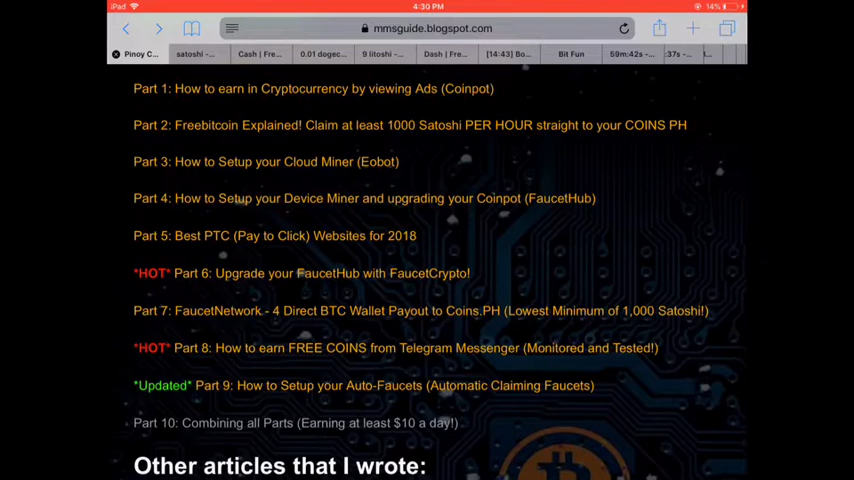 iPad 4:30 PM 14%
mmsguide.blogspot.com
Pinoy C... satoshi -... Cash | Fre... 0.01 dogec... 9 litoshi -... Dash | Fre... [14:43] Bo... Bit Fun 59m:42s -... :37s -...
Part 1: How to earn in Cryptocurrency by viewing Ads (Coinpot)
Part 2: Freebitcoin Explained! Claim at least 1000 Satoshi PER HOUR straight to your COINS PH
Part 3: How to Setup your Cloud Miner (Eobot)
Part 4: How to Setup your Device Miner and upgrading your Coinpot (FaucetHub)
Part 5: Best PTC (Pay to Click) Websites for 2018
*HOT* Part 6: Upgrade your FaucetHub with FaucetCrypto!
Part 7: FaucetNetwork - 4 Direct BTC Wallet Payout to Coins.PH (Lowest Minimum of 1,000 Satoshi!)
*HOT* Part 8: How to earn FREE COINS from Telegram Messenger (Monitored and Tested!)
*Updated* Part 9: How to Setup your Auto-Faucets (Automatic Claiming Faucets)
Part 10: Combining all Parts (Earning at least $10 a day!)
Other articles that I wrote: